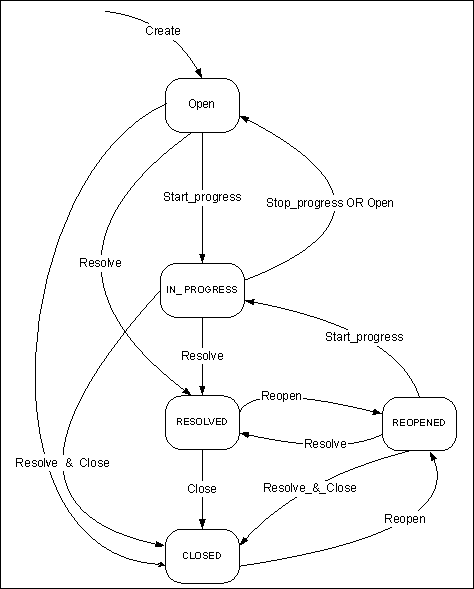 Create
Open
Start_progress
Stop_progress OR Open
Resolve
IN_PROGRESS
Start_progress
Resolve
Reopen
RESOLVED
REOPENED
Resolve
Resolve & Close
Close
Resolve_&_Close
Reopen
CLOSED